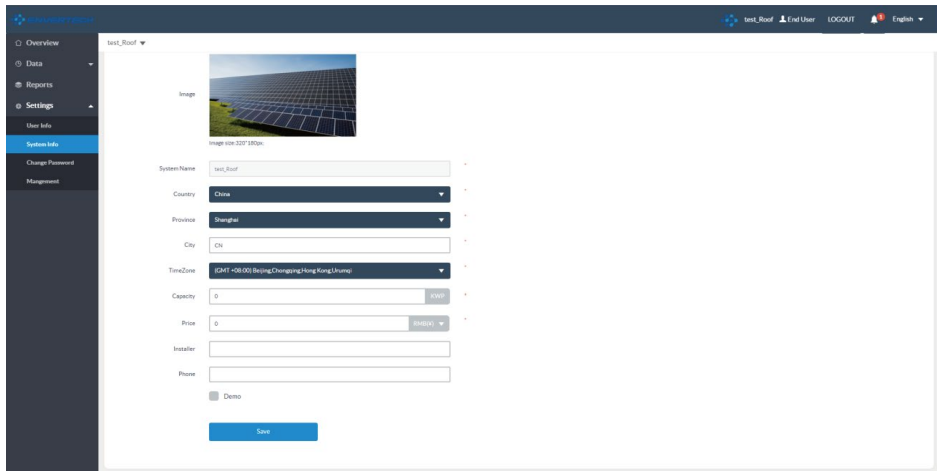 test_Roof End User LOGOUT 1 English
Overview
Data
Reports
Settings
User Info
System Info
Change Password
Mangement
test_Roof
Image
Image size:320*180px.
System Name test_Roof *
Country China *
Province Shanghai *
City CN *
TimeZone (GMT +08:00) Beijing,Chongqing,Hong Kong,Urumqi *
Capacity 0 KWP *
Price 0 RMB(¥) *
Installer
Phone
Demo
Save